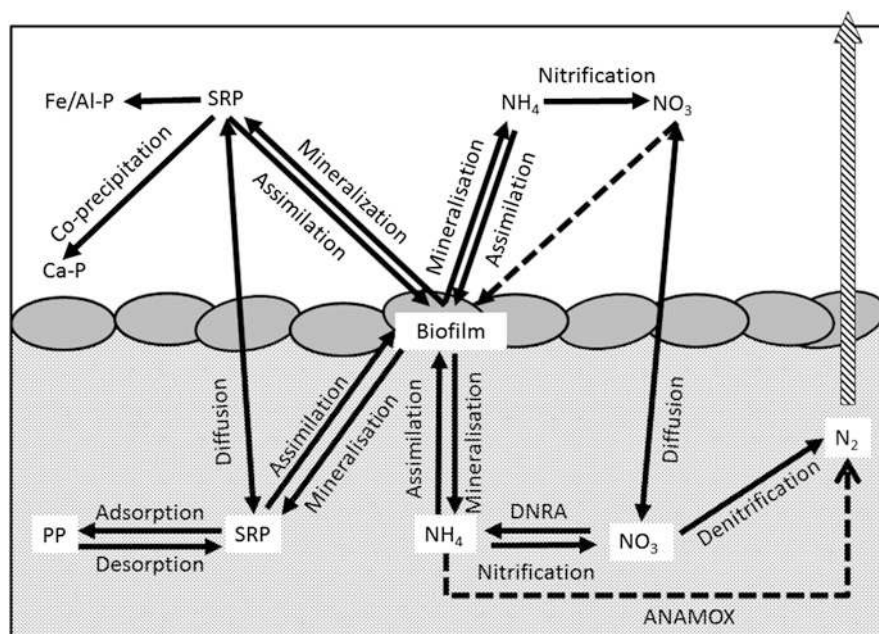 Nitrification
Fe/Al-P
SRP
NH4
NO3
Co-precipitation
Mineralization
Assimilation
Mineralisation
Assimilation
Ca-P
Biofilm
Diffusion
Assimilation
Mineralisation
Assimilation
Mineralisation
Diffusion
N2
Denitrification
Adsorption
DNRA
PP
SRP
NH4
NO3
Desorption
Nitrification
ANAMOX